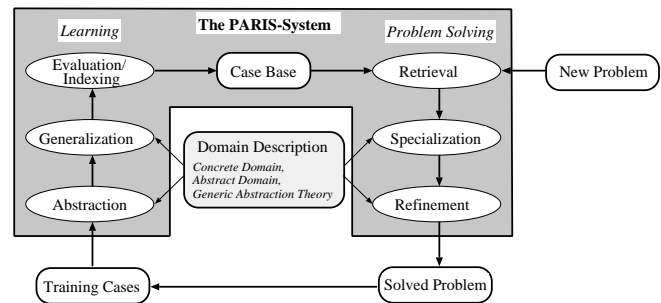 The PARIS-System
Learning
Problem Solving
Evaluation/
Indexing
Case Base
Retrieval
New Problem
Generalization
Domain Description
Concrete Domain,
Abstract Domain,
Generic Abstraction Theory
Specialization
Abstraction
Refinement
Training Cases
Solved Problem